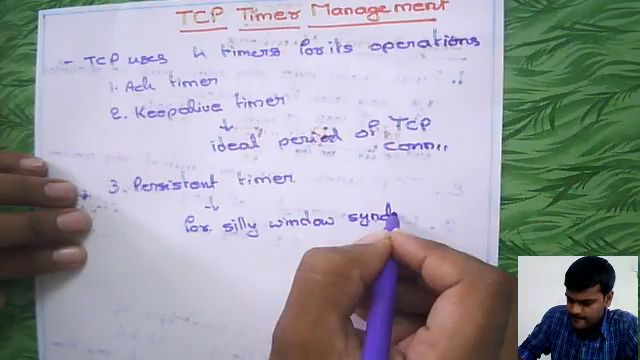 TCP Timer Management
- TCP uses 4 timers for its operations
1. Ack timer
2. Keepalive timer
↓
ideal period of TCP
conn..
3. Persistent timer
↓
for silly window synd